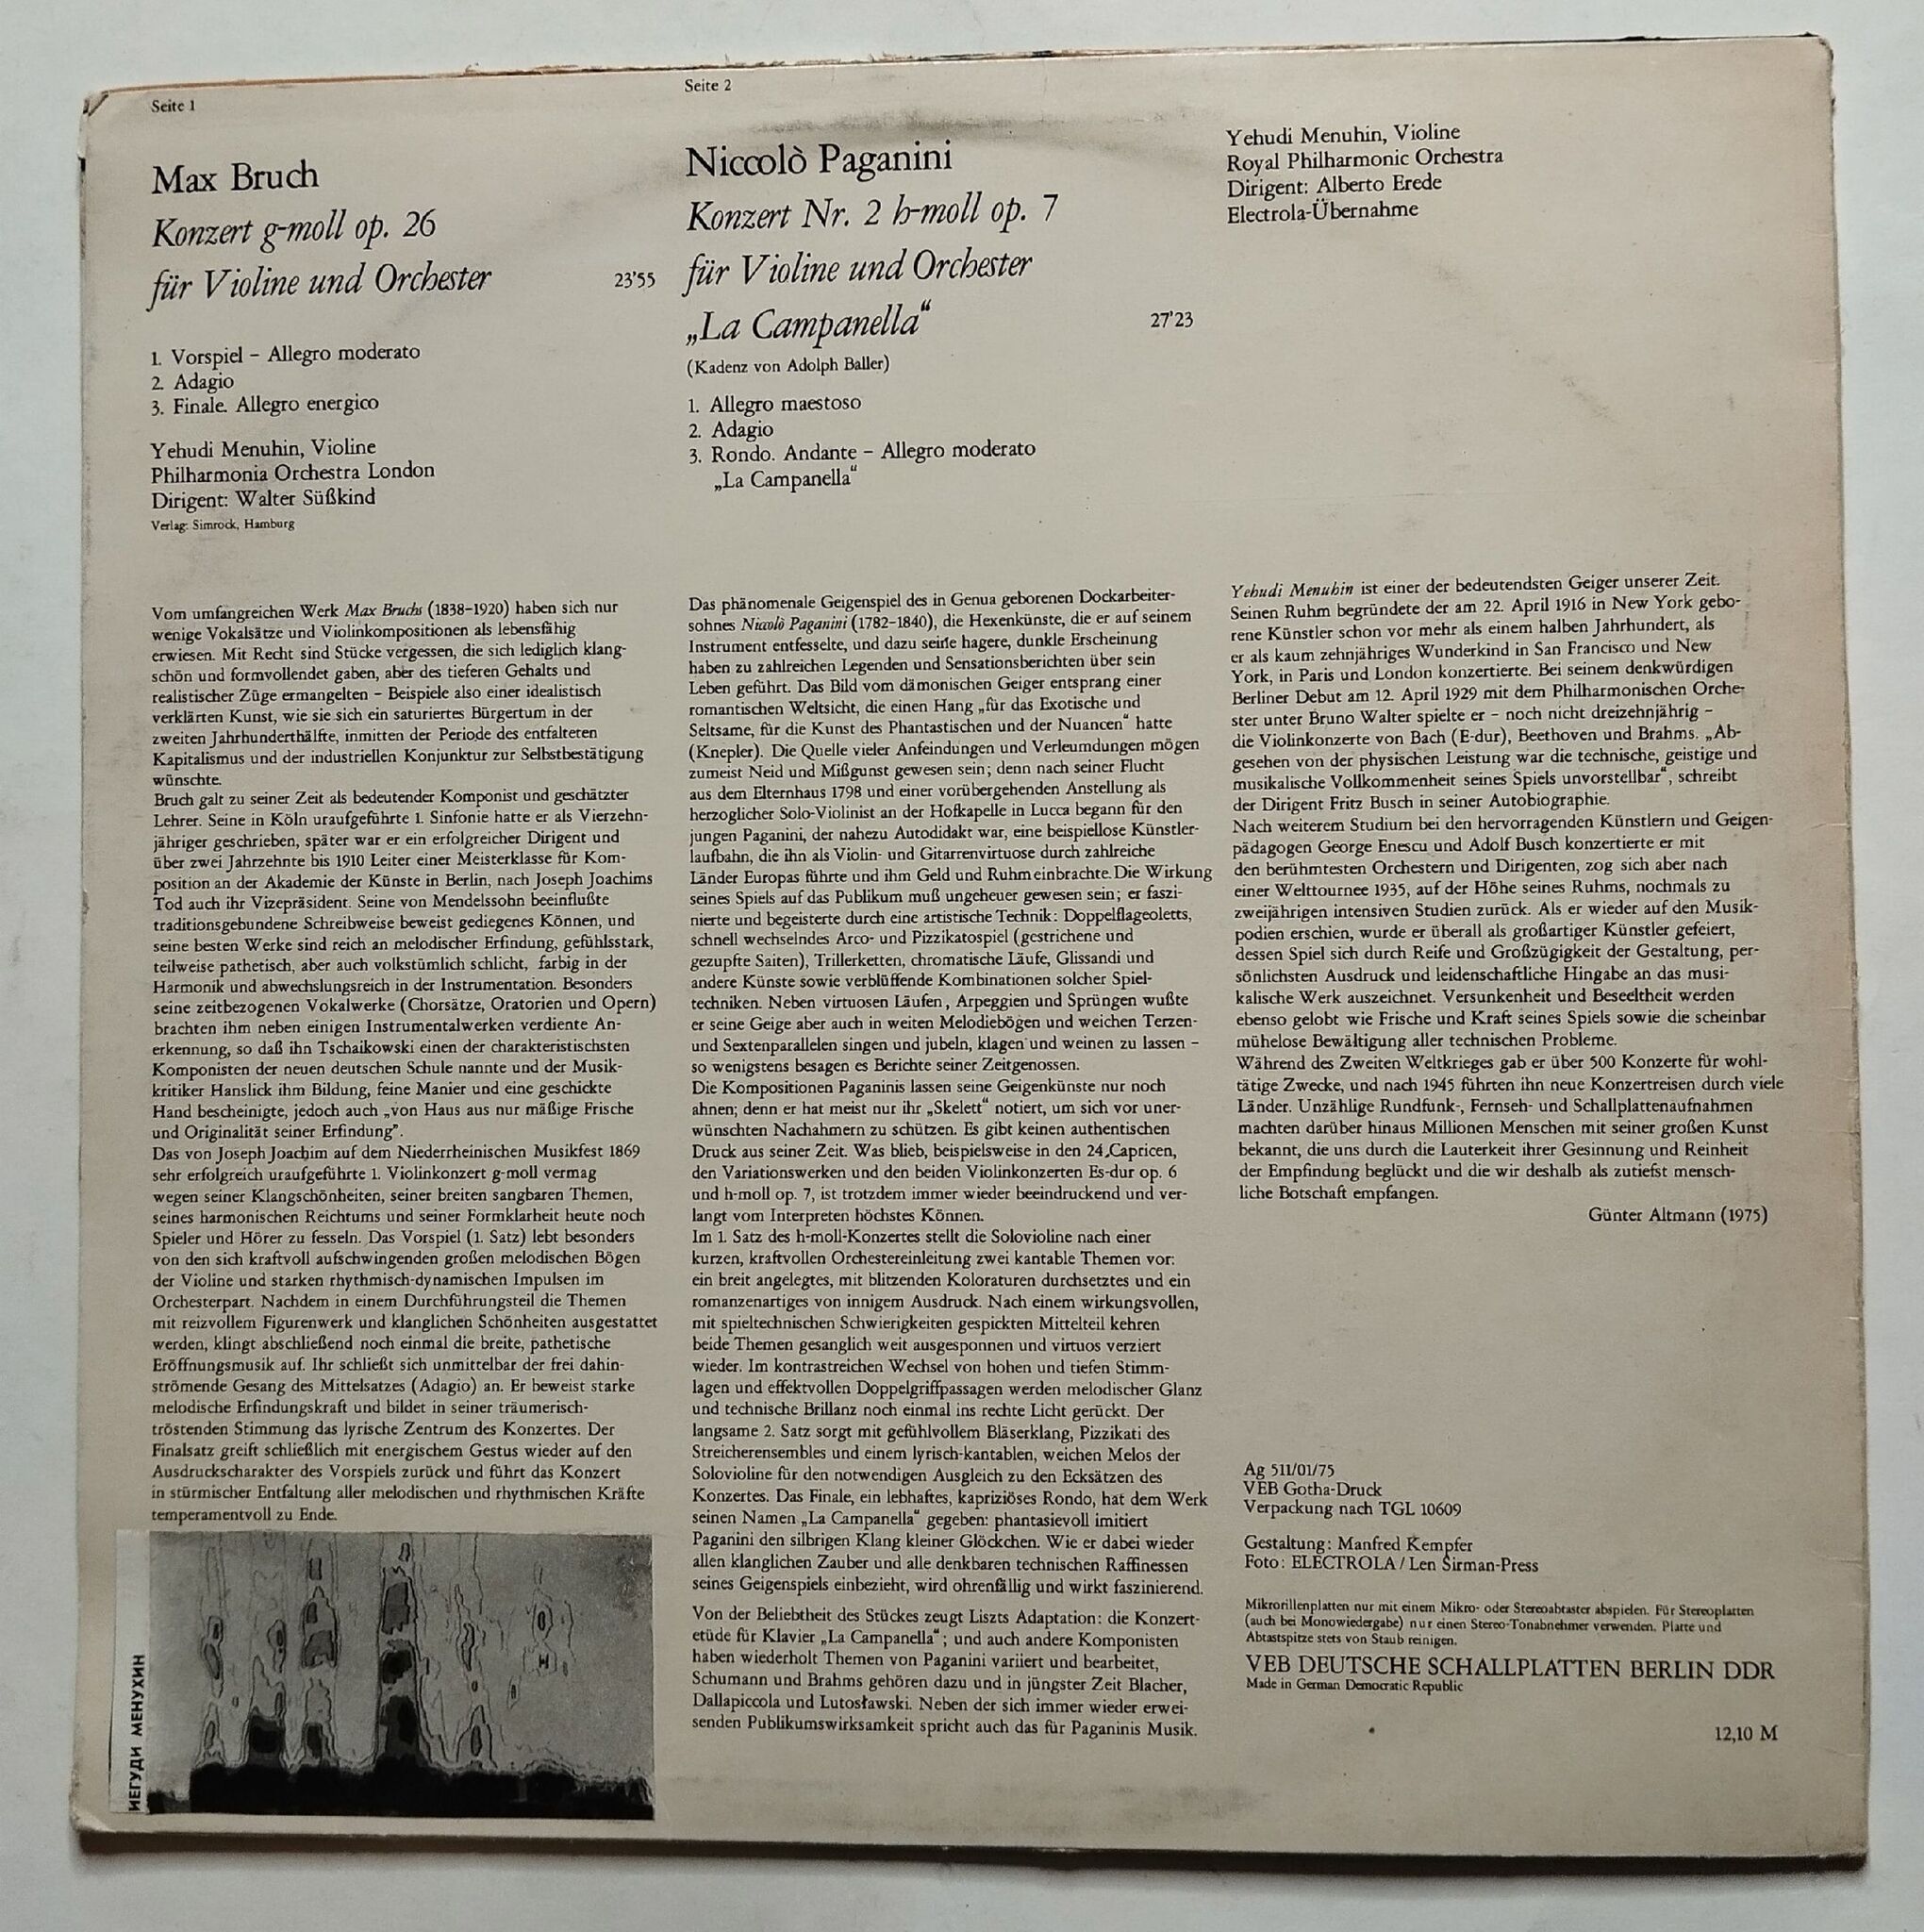 Seite 1
Max Bruch
Konzert g-moll op. 26
für Violine und Orchester 23'55
1. Vorspiel – Allegro moderato
2. Adagio
3. Finale. Allegro energico
Yehudi Menuhin, Violine
Philharmonia Orchestra London
Dirigent: Walter Süßkind
Verlag: Simrock, Hamburg
Vom umfangreichen Werk Max Bruchs (1838–1920) haben sich nur
wenige Vokalsätze und Violinkompositionen als lebensfähig
erwiesen. Mit Recht sind Stücke vergessen, die sich lediglich klang-
schön und formvollendet gaben, aber des tieferen Gehalts und
realistischer Züge ermangelten – Beispiele also einer idealistisch
verklärten Kunst, wie sie sich ein saturiertes Bürgertum in der
zweiten Jahrhunderthälfte, inmitten der Periode des entfalteten
Kapitalismus und der industriellen Konjunktur zur Selbstbestätigung
wünschte.
Bruch galt zu seiner Zeit als bedeutender Komponist und geschätzter
Lehrer. Seine in Köln uraufgeführte 1. Sinfonie hatte er als Vierzehn-
jähriger geschrieben, später war er ein erfolgreicher Dirigent und
über zwei Jahrzehnte bis 1910 Leiter einer Meisterklasse für Kom-
position an der Akademie der Künste in Berlin, nach Joseph Joachims
Tod auch ihr Vizepräsident. Seine von Mendelssohn beeinflußte
traditionsgebundene Schreibweise beweist gediegenes Können, und
seine besten Werke sind reich an melodischer Erfindung, gefühlsstark,
teilweise pathetisch, aber auch volkstümlich schlicht, farbig in der
Harmonik und abwechslungsreich in der Instrumentation. Besonders
seine zeitbezogenen Vokalwerke (Chorsätze, Oratorien und Opern)
brachten ihm neben einigen Instrumentalwerken verdiente An-
erkennung, so daß ihn Tschaikowski einen der charakteristischsten
Komponisten der neuen deutschen Schule nannte und der Musik-
kritiker Hanslick ihm Bildung, feine Manier und eine geschickte
Hand bescheinigte, jedoch auch „von Haus aus nur mäßige Frische
und Originalität seiner Erfindung".
Das von Joseph Joachim auf dem Niederrheinischen Musikfest 1869
sehr erfolgreich uraufgeführte 1. Violinkonzert g-moll vermag
wegen seiner Klangschönheiten, seiner breiten sangbaren Themen,
seines harmonischen Reichtums und seiner Formklarheit heute noch
Spieler und Hörer zu fesseln. Das Vorspiel (1. Satz) lebt besonders
von den sich kraftvoll aufschwingenden großen melodischen Bögen
der Violine und starken rhythmisch-dynamischen Impulsen im
Orchesterpart. Nachdem in einem Durchführungsteil die Themen
mit reizvollem Figurenwerk und klanglichen Schönheiten ausgestattet
werden, klingt abschließend noch einmal die breite, pathetische
Eröffnungsmusik auf. Ihr schließt sich unmittelbar der frei dahin-
strömende Gesang des Mittelsatzes (Adagio) an. Er beweist starke
melodische Erfindungskraft und bildet in seiner träumerisch-
tröstenden Stimmung das lyrische Zentrum des Konzertes. Der
Finalsatz greift schließlich mit energischem Gestus wieder auf den
Ausdruckscharakter des Vorspiels zurück und führt das Konzert
in stürmischer Entfaltung aller melodischen und rhythmischen Kräfte
temperamentvoll zu Ende.
ИЕГУДИ МЕНУХИН
Seite 2
Niccolò Paganini
Konzert Nr. 2 h-moll op. 7
für Violine und Orchester
„La Campanella“ 27'23
(Kadenz von Adolph Baller)
1. Allegro maestoso
2. Adagio
3. Rondo. Andante – Allegro moderato
„La Campanella“
Das phänomenale Geigenspiel des in Genua geborenen Dockarbeiter-
sohnes Niccolò Paganini (1782–1840), die Hexenkünste, die er auf seinem
Instrument entfesselte, und dazu seine hagere, dunkle Erscheinung
haben zu zahlreichen Legenden und Sensationsberichten über sein
Leben geführt. Das Bild vom dämonischen Geiger entsprang einer
romantischen Weltsicht, die einen Hang „für das Exotische und
Seltsame, für die Kunst des Phantastischen und der Nuancen“ hatte
(Knepler). Die Quelle vieler Anfeindungen und Verleumdungen mögen
zumeist Neid und Mißgunst gewesen sein; denn nach seiner Flucht
aus dem Elternhaus 1798 und einer vorübergehenden Anstellung als
herzoglicher Solo-Violinist an der Hofkapelle in Lucca begann für den
jungen Paganini, der nahezu Autodidakt war, eine beispiellose Künstler-
laufbahn, die ihn als Violin- und Gitarrenvirtuose durch zahlreiche
Länder Europas führte und ihm Geld und Ruhm einbrachte. Die Wirkung
seines Spiels auf das Publikum muß ungeheuer gewesen sein; er faszi-
nierte und begeisterte durch eine artistische Technik: Doppelflageoletts,
schnell wechselndes Arco- und Pizzikatospiel (gestrichene und
gezupfte Saiten), Trillerketten, chromatische Läufe, Glissandi und
andere Künste sowie verblüffende Kombinationen solcher Spiel-
techniken. Neben virtuosen Läufen, Arpeggien und Sprüngen wußte
er seine Geige aber auch in weiten Melodiebögen und weichen Terzen-
und Sextenparallelen singen und jubeln, klagen und weinen zu lassen –
so wenigstens besagen es Berichte seiner Zeitgenossen.
Die Kompositionen Paganinis lassen seine Geigenkünste nur noch
ahnen; denn er hat meist nur ihr „Skelett“ notiert, um sich vor uner-
wünschten Nachahmern zu schützen. Es gibt keinen authentischen
Druck aus seiner Zeit. Was blieb, beispielsweise in den 24 Capricen,
den Variationswerken und den beiden Violinkonzerten Es-dur op. 6
und h-moll op. 7, ist trotzdem immer wieder beeindruckend und ver-
langt vom Interpreten höchstes Können.
Im 1. Satz des h-moll-Konzertes stellt die Solovioline nach einer
kurzen, kraftvollen Orchestereinleitung zwei kantable Themen vor:
ein breit angelegtes, mit blitzenden Koloraturen durchsetztes und ein
romanzenartiges von innigem Ausdruck. Nach einem wirkungsvollen,
mit spieltechnischen Schwierigkeiten gespickten Mittelteil kehren
beide Themen gesanglich weit ausgesponnen und virtuos verziert
wieder. Im kontrastreichen Wechsel von hohen und tiefen Stimm-
lagen und effektvollen Doppelgriffpassagen werden melodischer Glanz
und technische Brillanz noch einmal ins rechte Licht gerückt. Der
langsame 2. Satz sorgt mit gefühlvollem Bläserklang, Pizzikati des
Streicherensembles und einem lyrisch-kantablen, weichen Melos der
Solovioline für den notwendigen Ausgleich zu den Ecksätzen des
Konzertes. Das Finale, ein lebhaftes, kapriziöses Rondo, hat dem Werk
seinen Namen „La Campanella“ gegeben: phantasievoll imitiert
Paganini den silbrigen Klang kleiner Glöckchen. Wie er dabei wieder
allen klanglichen Zauber und alle denkbaren technischen Raffinessen
seines Geigenspiels einbezieht, wird ohrenfällig und wirkt faszinierend.
Von der Beliebtheit des Stückes zeugt Liszts Adaptation: die Konzert-
etüde für Klavier „La Campanella“; und auch andere Komponisten
haben wiederholt Themen von Paganini variiert und bearbeitet,
Schumann und Brahms gehören dazu und in jüngster Zeit Blacher,
Dallapiccola und Lutosławski. Neben der sich immer wieder erwei-
senden Publikumswirksamkeit spricht auch das für Paganinis Musik.
Yehudi Menuhin, Violine
Royal Philharmonic Orchestra
Dirigent: Alberto Erede
Electrola-Übernahme
Yehudi Menuhin ist einer der bedeutendsten Geiger unserer Zeit.
Seinen Ruhm begründete der am 22. April 1916 in New York gebo-
rene Künstler schon vor mehr als einem halben Jahrhundert, als
er als kaum zehnjähriges Wunderkind in San Francisco und New
York, in Paris und London konzertierte. Bei seinem denkwürdigen
Berliner Debut am 12. April 1929 mit dem Philharmonischen Orche-
ster unter Bruno Walter spielte er – noch nicht dreizehnjährig –
die Violinkonzerte von Bach (E-dur), Beethoven und Brahms. „Ab-
gesehen von der physischen Leistung war die technische, geistige und
musikalische Vollkommenheit seines Spiels unvorstellbar“, schreibt
der Dirigent Fritz Busch in seiner Autobiographie.
Nach weiterem Studium bei den hervorragenden Künstlern und Geigen-
pädagogen George Enescu und Adolf Busch konzertierte er mit
den berühmtesten Orchestern und Dirigenten, zog sich aber nach
einer Welttournee 1935, auf der Höhe seines Ruhms, nochmals zu
zweijährigen intensiven Studien zurück. Als er wieder auf den Musik-
podien erschien, wurde er überall als großartiger Künstler gefeiert,
dessen Spiel sich durch Reife und Großzügigkeit der Gestaltung, per-
sönlichsten Ausdruck und leidenschaftliche Hingabe an das musi-
kalische Werk auszeichnet. Versunkenheit und Beseeltheit werden
ebenso gelobt wie Frische und Kraft seines Spiels sowie die scheinbar
mühelose Bewältigung aller technischen Probleme.
Während des Zweiten Weltkrieges gab er über 500 Konzerte für wohl-
tätige Zwecke, und nach 1945 führten ihn neue Konzertreisen durch viele
Länder. Unzählige Rundfunk-, Fernseh- und Schallplattenaufnahmen
machten darüber hinaus Millionen Menschen mit seiner großen Kunst
bekannt, die uns durch die Lauterkeit ihrer Gesinnung und Reinheit
der Empfindung beglückt und die wir deshalb als zutiefst mensch-
liche Botschaft empfangen.
Günter Altmann (1975)
Ag 511/01/75
VEB Gotha-Druck
Verpackung nach TGL 10609
Gestaltung: Manfred Kempfer
Foto: ELECTROLA / Len Sirman-Press
Mikrorillenplatten nur mit einem Mikro- oder Stereoabtaster abspielen. Für Stereoplatten
(auch bei Monowiedergabe) nur einen Stereo-Tonabnehmer verwenden. Platte und
Abtastspitze stets von Staub reinigen.
VEB DEUTSCHE SCHALLPLATTEN BERLIN DDR
Made in German Democratic Republic
12,10 M